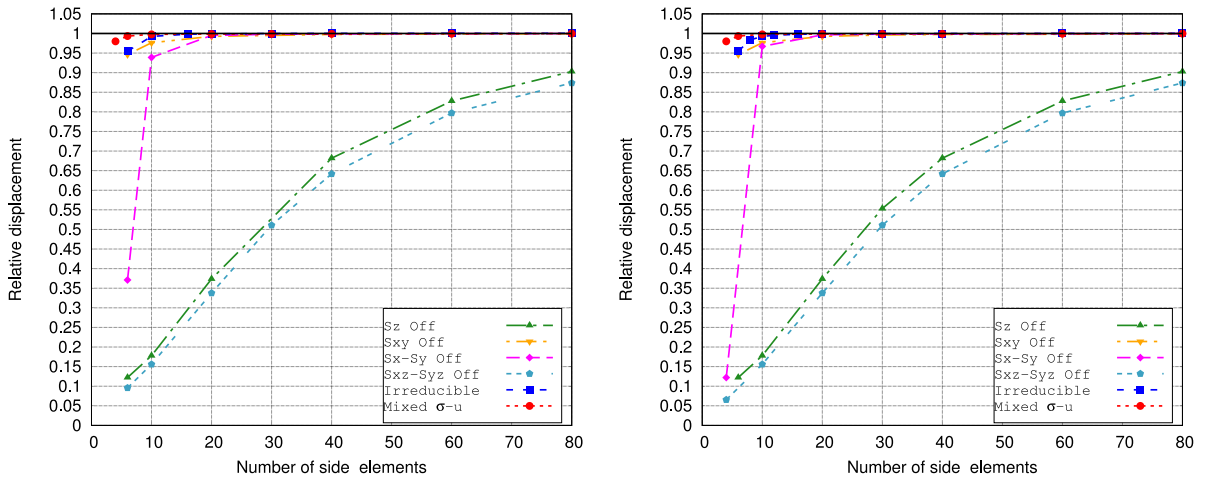 1.05
1
0.95
0.9
0.85
0.8
0.75
0.7
0.65
0.6
0.55
0.5
0.45
0.4
0.35
0.3
0.25
0.2
0.15
0.1
0.05
0
0 10 20 30 40 50 60 70 80
Relative displacement
Number of side elements
Sz Off
Sxy Off
Sx-Sy Off
Sxz-Syz Off
Irreducible
Mixed σ-u
1.05
1
0.95
0.9
0.85
0.8
0.75
0.7
0.65
0.6
0.55
0.5
0.45
0.4
0.35
0.3
0.25
0.2
0.15
0.1
0.05
0
0 10 20 30 40 50 60 70 80
Relative displacement
Number of side elements
Sz Off
Sxy Off
Sx-Sy Off
Sxz-Syz Off
Irreducible
Mixed σ-u